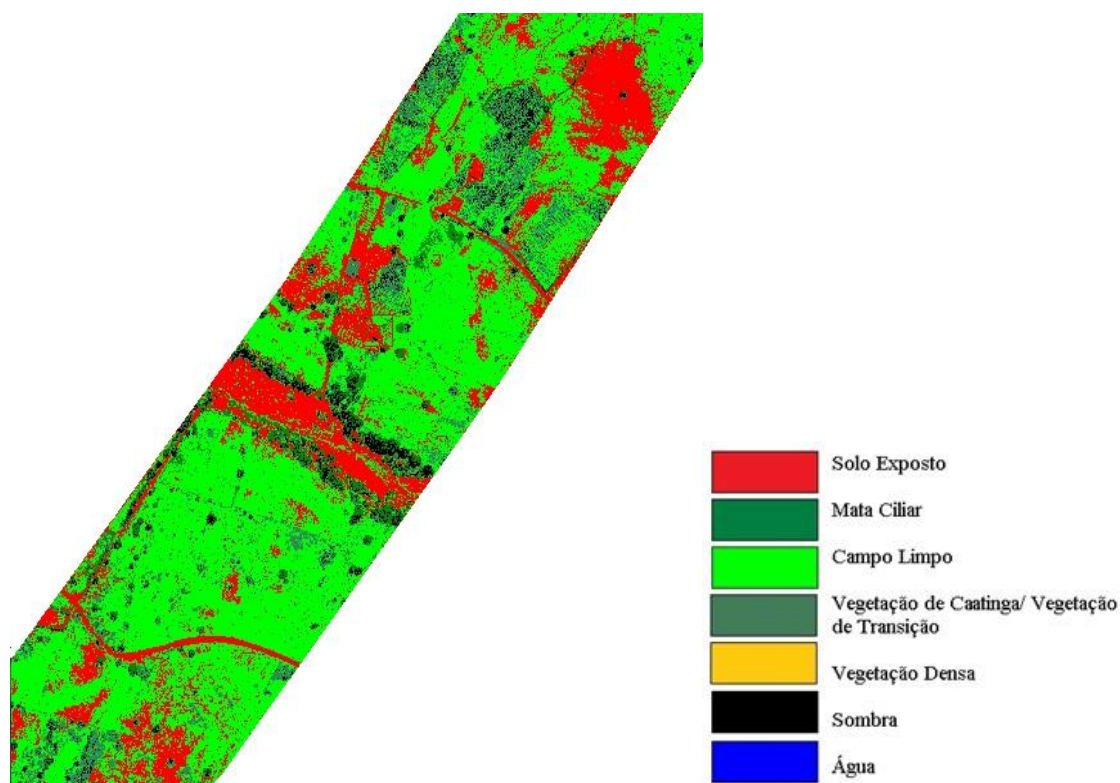 Solo Exposto
Mata Ciliar
Campo Limpo
Vegetação de Caatinga/ Vegetação
de Transição
Vegetação Densa
Sombra
Água